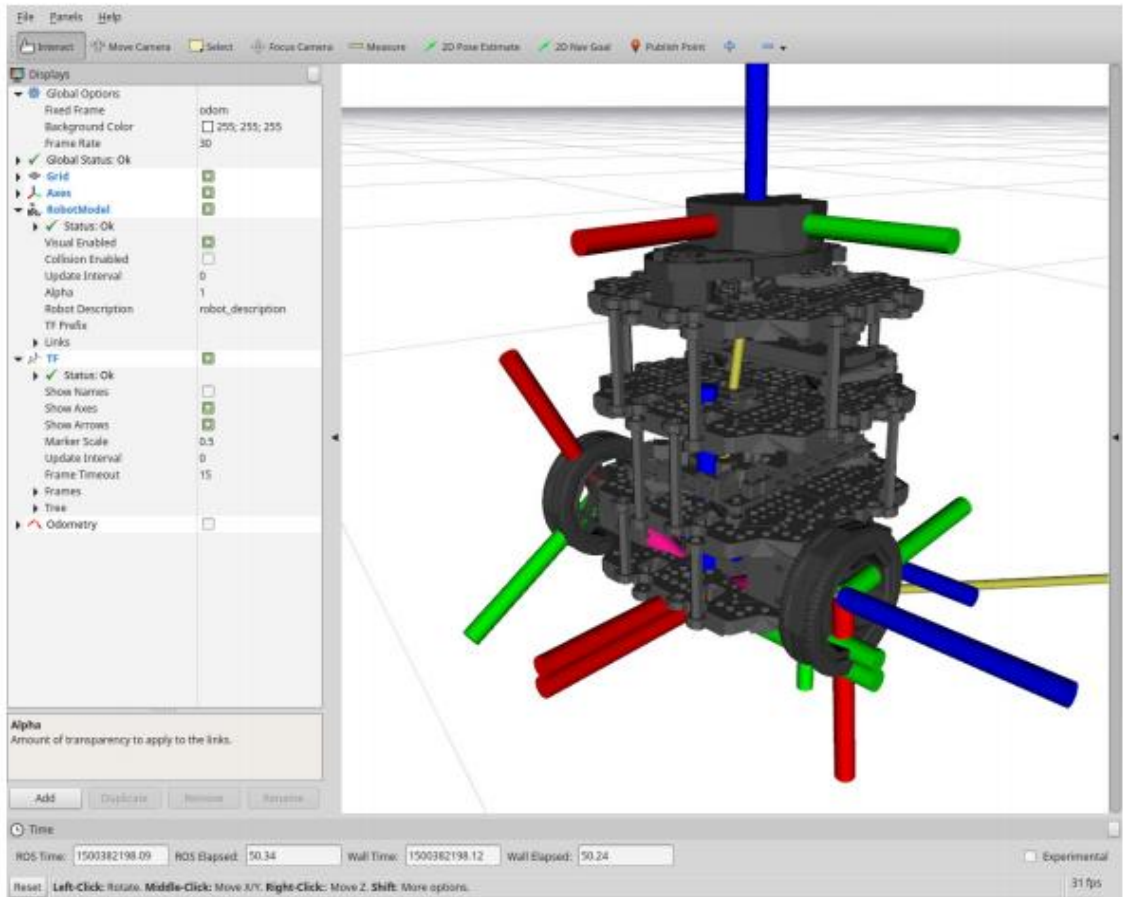 File Panels Help
Interact Move Camera Select Focus Camera Measure 2D Pose Estimate 2D Nav Goal Publish Point
Displays
Global Options
Fixed Frame odom
Background Color 255; 255; 255
Frame Rate 30
Global Status: Ok
Grid
Axes
RobotModel
Status: Ok
Visual Enabled
Collision Enabled
Update Interval 0
Alpha 1
Robot Description robot_description
TF Prefix
Links
TF
Status: Ok
Show Names
Show Axes
Show Arrows
Marker Scale 0.5
Update Interval 0
Frame Timeout 15
Frames
Tree
Odometry
Alpha
Amount of transparency to apply to the links.
Add Duplicate Remove Rename
Time
ROS Time: 1500382198.09 ROS Elapsed: 50.34 Wall Time: 1500382198.12 Wall Elapsed: 50.24 Experimental
Reset Left-Click: Rotate. Middle-Click: Move X/Y. Right-Click: Move Z. Shift: More options. 31 fps